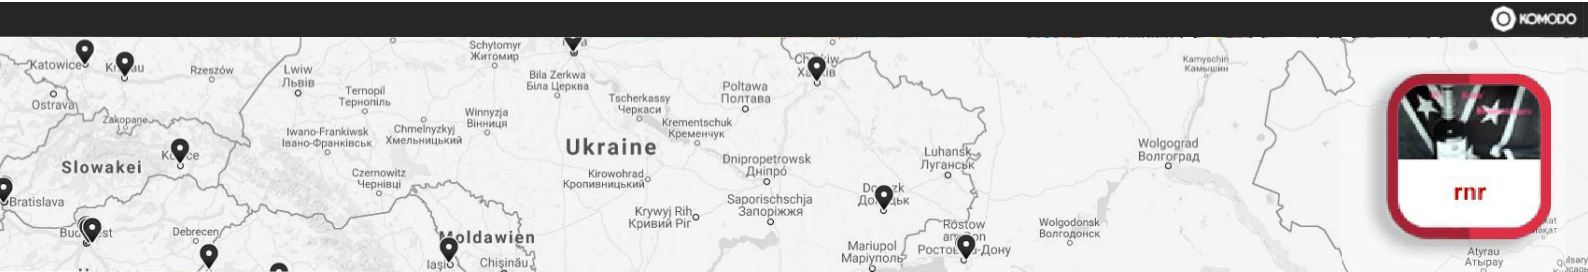 KOMODO
Katowice
Rzeszów
Lwiw
Львів
Schytomyr
Житомир
Bila Zerkwa
Біла Церква
Poltawa
Полтава
Kamyschin
Камышин
Ostrava
Ternopil
Тернопіль
Tscherkassy
Черкаси
Winnyzja
Вінниця
Krementschuk
Кременчук
Zakopane
Iwano-Frankiwsk
Івано-Франківськ
Chmelnyzkyj
Хмельницький
Ukraine
Wolgograd
Волгоград
Slowakei
Dnipropetrowsk
Дніпро
Luhansk
Луганськ
Czernowitz
Чернівці
Kirowohrad
Кропивницький
rnr
Bratislava
Saporischschja
Запоріжжя
Krywyj Rih
Кривий Ріг
Debrecen
Moldawien
Wolgodonsk
Волгодонск
Rostow
Mariupol
Маріуполь
Iași
Chișinău
Atyrau
Атырау